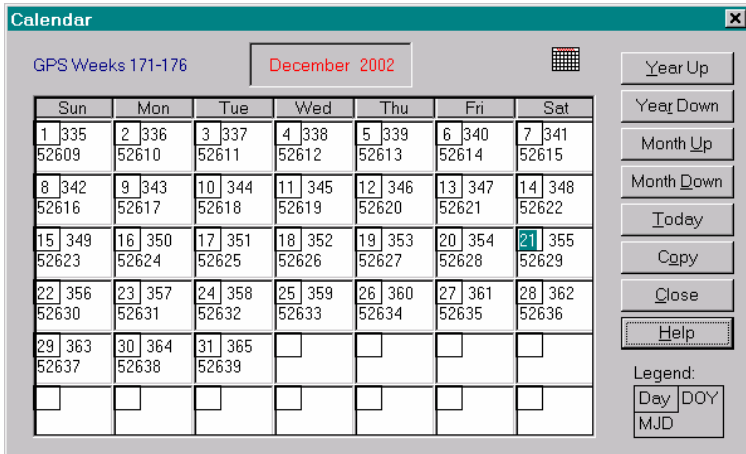 Calendar
GPS Weeks 171-176
December 2002
Sun Mon Tue Wed Thu Fri Sat
1 335 2 336 3 337 4 338 5 339 6 340 7 341
52609 52610 52611 52612 52613 52614 52615
8 342 9 343 10 344 11 345 12 346 13 347 14 348
52616 52617 52618 52619 52620 52621 52622
15 349 16 350 17 351 18 352 19 353 20 354 21 355
52623 52624 52625 52626 52627 52628 52629
22 356 23 357 24 358 25 359 26 360 27 361 28 362
52630 52631 52632 52633 52634 52635 52636
29 363 30 364 31 365
52637 52638 52639
Year Up
Year Down
Month Up
Month Down
Today
Copy
Close
Help
Legend:
Day DOY
MJD